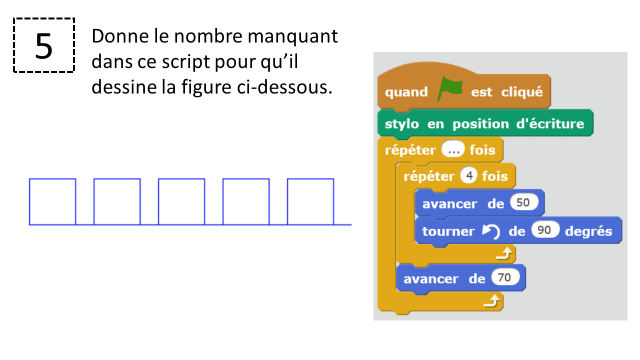 5
Donne le nombre manquant
dans ce script pour qu'il
dessine la figure ci-dessous.
quand est cliqué
stylo en position d'écriture
répéter ... fois
répéter 4 fois
avancer de 50
tourner de 90 degrés
avancer de 70